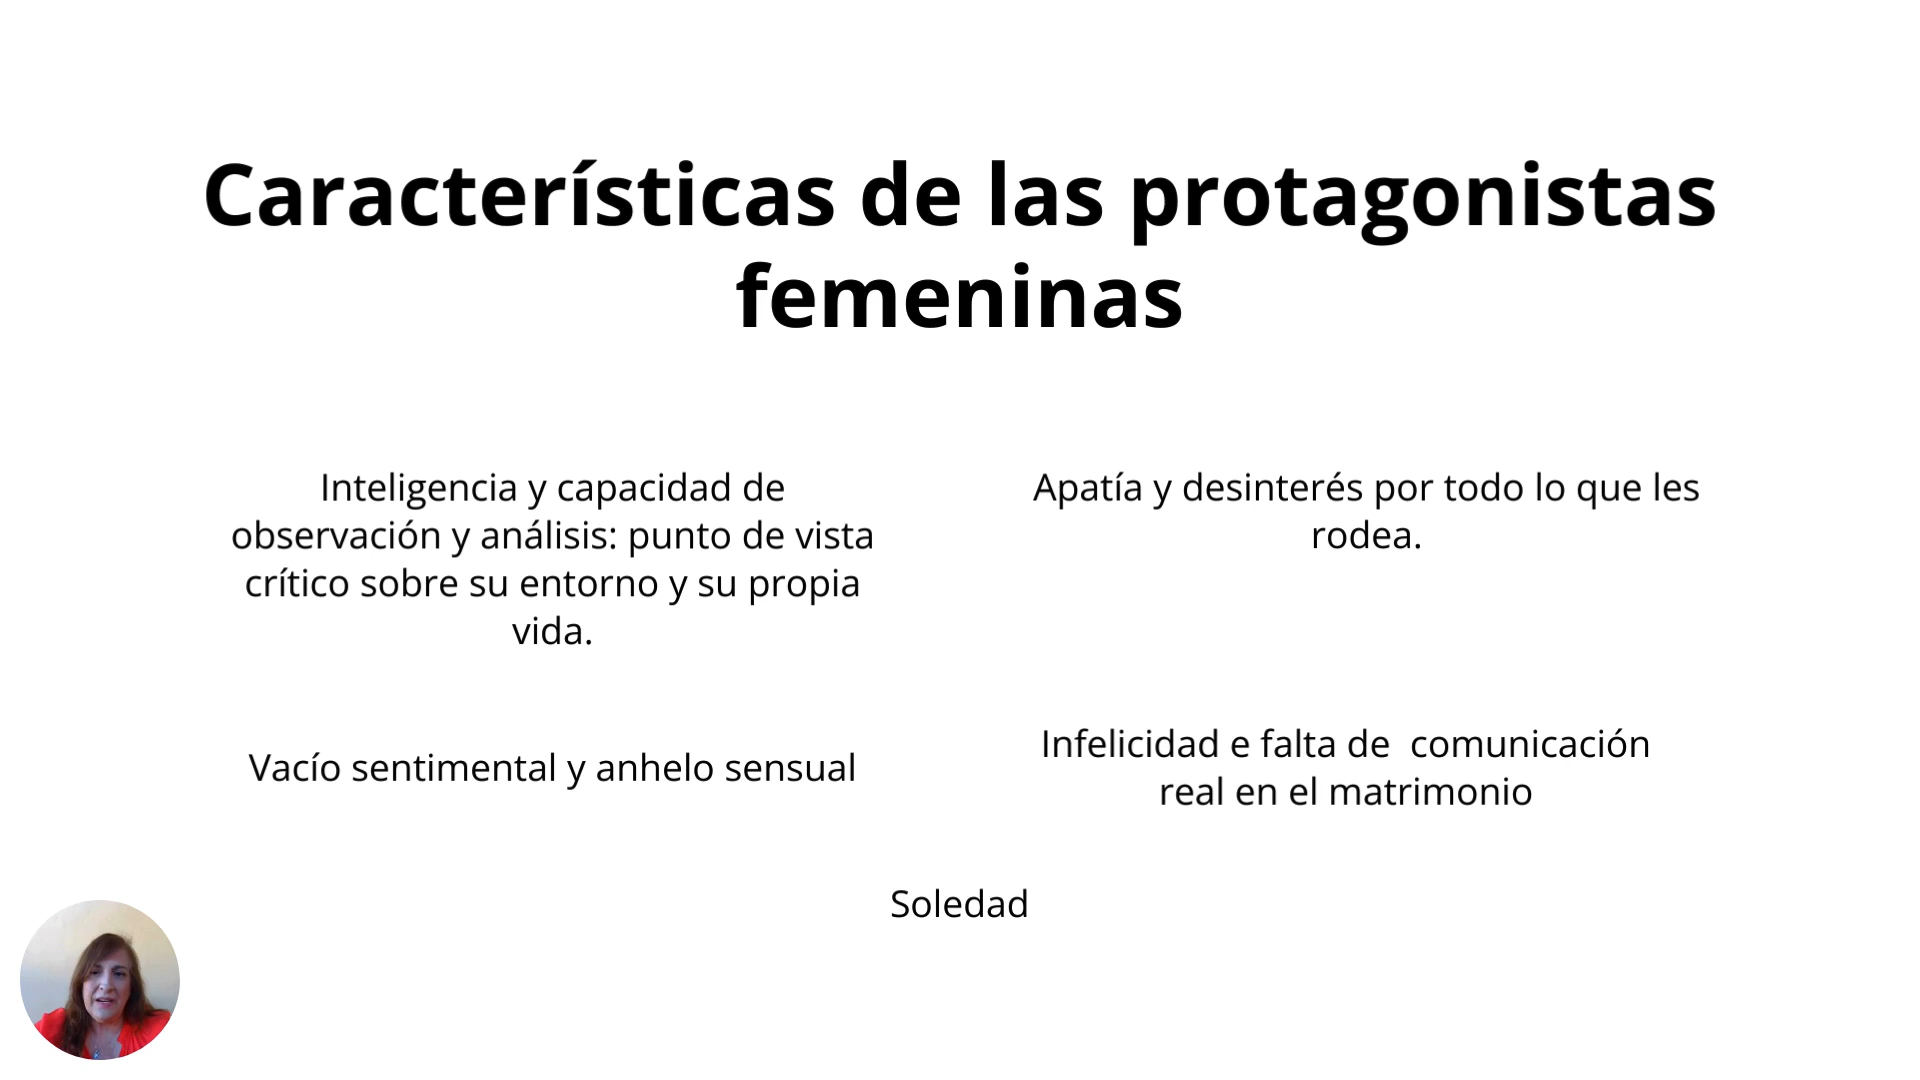 Características de las protagonistas
femeninas
Inteligencia y capacidad de
observación y análisis: punto de vista
crítico sobre su entorno y su propia
vida.
Apatía y desinterés por todo lo que les
rodea.
Vacío sentimental y anhelo sensual
Infelicidad e falta de  comunicación
real en el matrimonio
Soledad